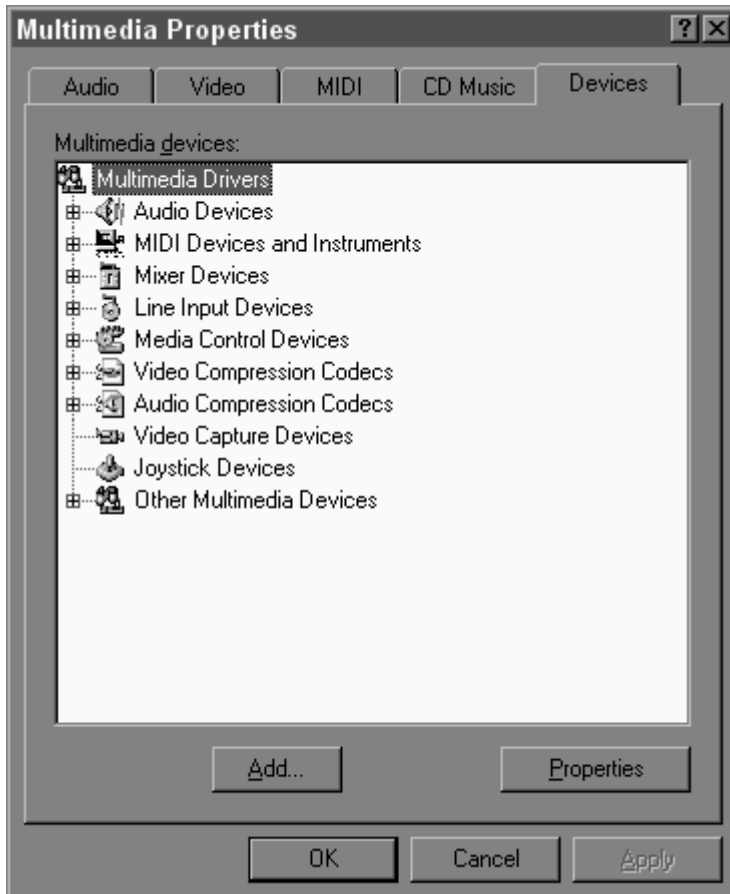 Multimedia Properties
Audio Video MIDI CD Music Devices
Multimedia devices:
Multimedia Drivers
Audio Devices
MIDI Devices and Instruments
Mixer Devices
Line Input Devices
Media Control Devices
Video Compression Codecs
Audio Compression Codecs
Video Capture Devices
Joystick Devices
Other Multimedia Devices
Add... Properties
OK Cancel Apply